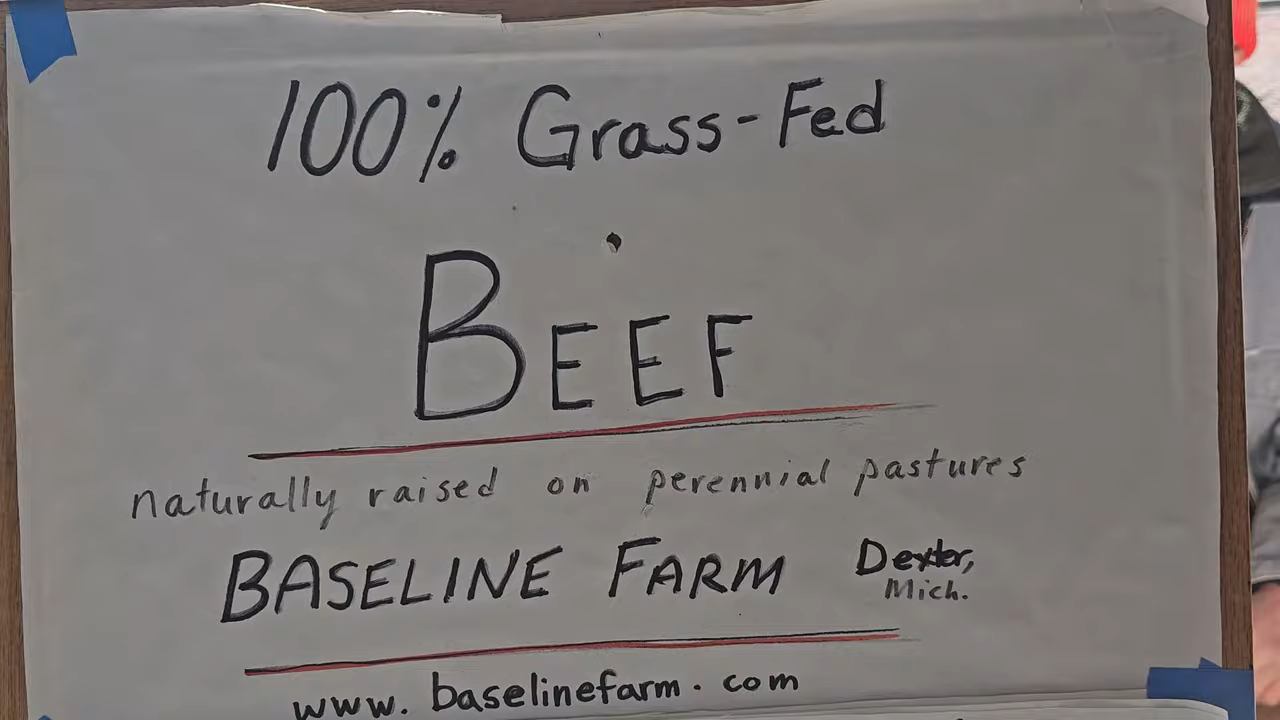 100% Grass-Fed
BEEF
naturally raised on perennial pastures
BASELINE FARM Dexter,
Mich.
www.baselinefarm.com